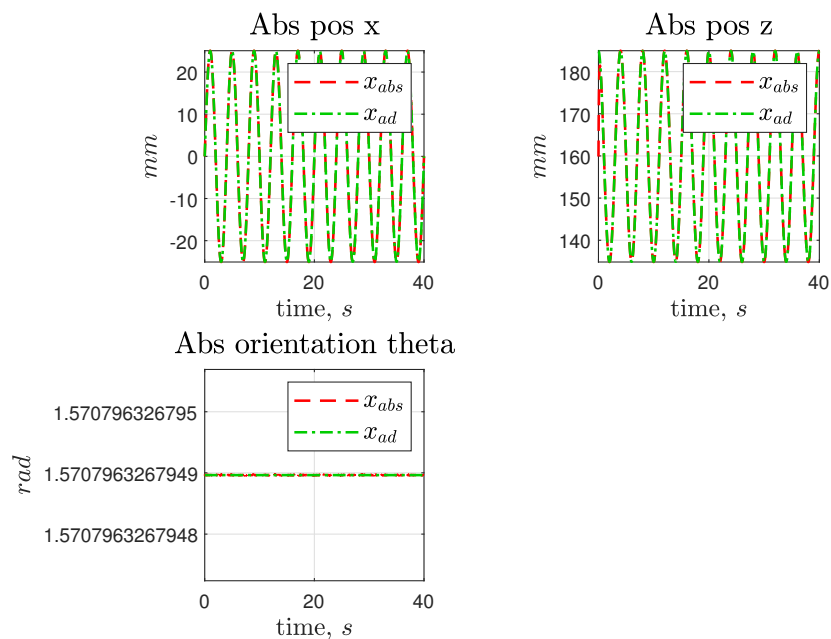 Abs pos x
20
10
0
-10
-20
mm
x_abs
x_ad
0
20
40
time, s
Abs pos z
180
170
160
150
140
mm
x_abs
x_ad
0
20
40
time, s
Abs orientation theta
1.570796326795
1.5707963267949
1.5707963267948
rad
x_abs
x_ad
0
20
40
time, s